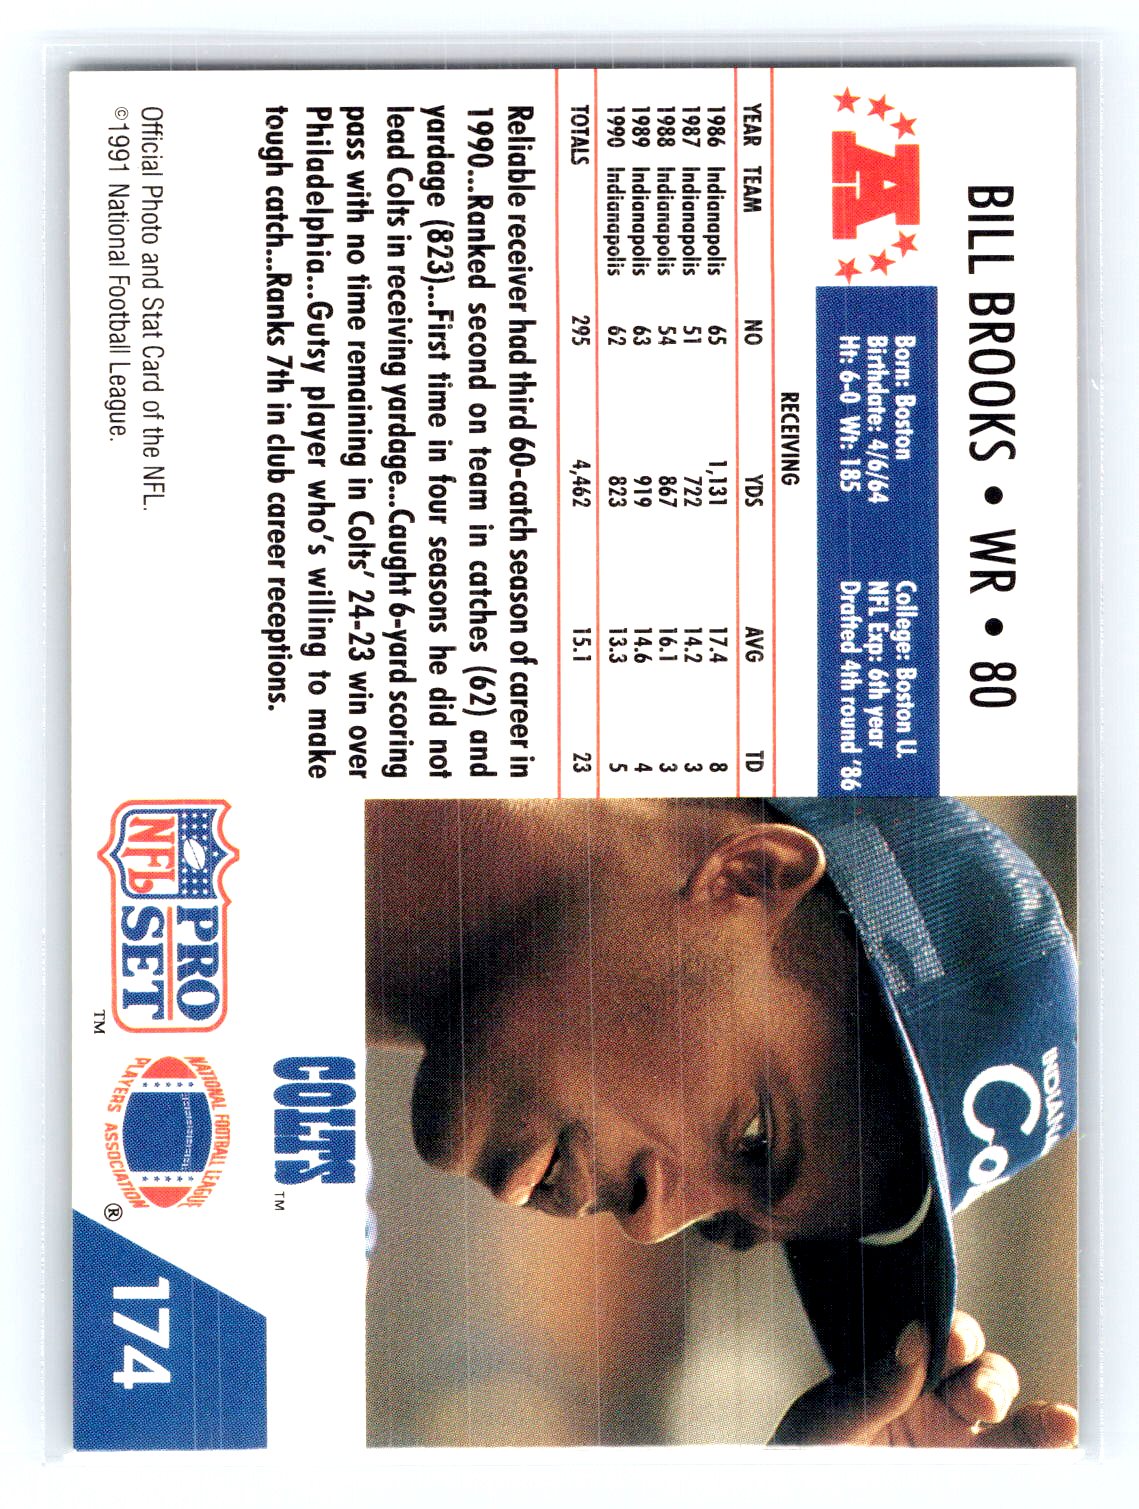 BILL BROOKS • WR • 80
A
Born: Boston
Birthdate: 4/6/64
Ht: 6-0 Wt: 185
College: Boston U.
NFL Exp: 6th year
Drafted 4th round '86
RECEIVING
YEAR TEAM NO YDS AVG TD
1986 Indianapolis 65 1,131 17.4 8
1987 Indianapolis 51 722 14.2 3
1988 Indianapolis 54 867 16.1 3
1989 Indianapolis 63 919 14.6 4
1990 Indianapolis 62 823 13.3 5
TOTALS 295 4,462 15.1 23
Reliable receiver had third 60-catch season of career in
1990...Ranked second on team in catches (62) and
yardage (823)...First time in four seasons he did not
lead Colts in receiving yardage...Caught 6-yard scoring
pass with no time remaining in Colts' 24-23 win over
Philadelphia...Gutsy player who's willing to make
tough catch...Ranks 7th in club career receptions.
Official Photo and Stat Card of the NFL.
©1991 National Football League.
INDIANA
Co
COLTS ™
NFL PRO
SET ™
NATIONAL FOOTBALL LEAGUE
PLAYERS ASSOCIATION ®
174